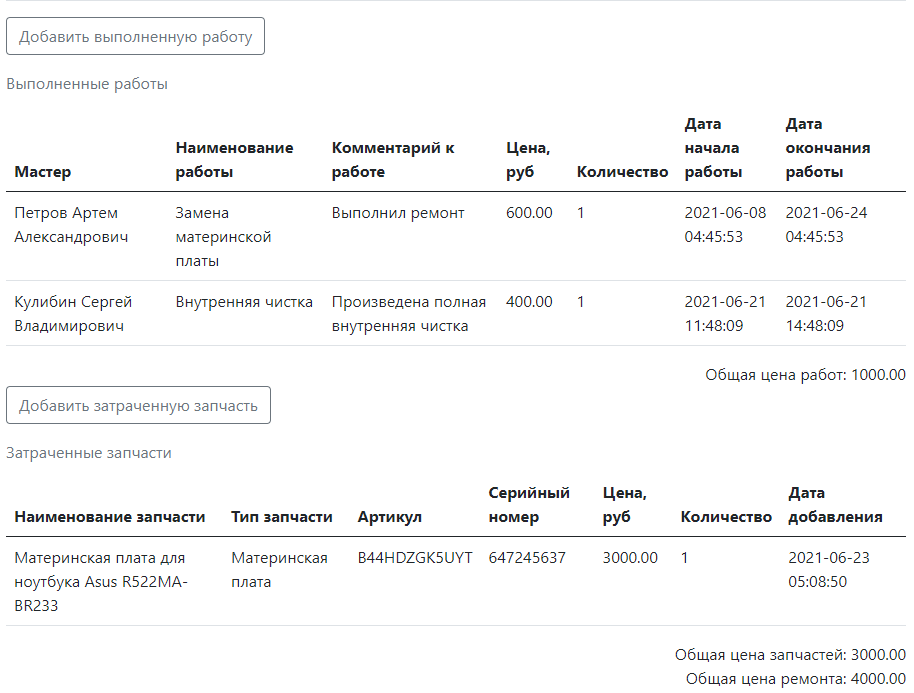 Добавить выполненную работу
Выполненные работы
Мастер Наименование работы Комментарий к работе Цена, руб Количество Дата начала работы Дата окончания работы
Петров Артем Александрович Замена материнской платы Выполнил ремонт 600.00 1 2021-06-08 04:45:53 2021-06-24 04:45:53
Кулибин Сергей Владимирович Внутренняя чистка Произведена полная внутренняя чистка 400.00 1 2021-06-21 11:48:09 2021-06-21 14:48:09
Общая цена работ: 1000.00
Добавить затраченную запчасть
Затраченные запчасти
Наименование запчасти Тип запчасти Артикул Серийный номер Цена, руб Количество Дата добавления
Материнская плата для ноутбука Asus R522MA-BR233 Материнская плата B44HDZGK5UYT 647245637 3000.00 1 2021-06-23 05:08:50
Общая цена запчастей: 3000.00
Общая цена ремонта: 4000.00